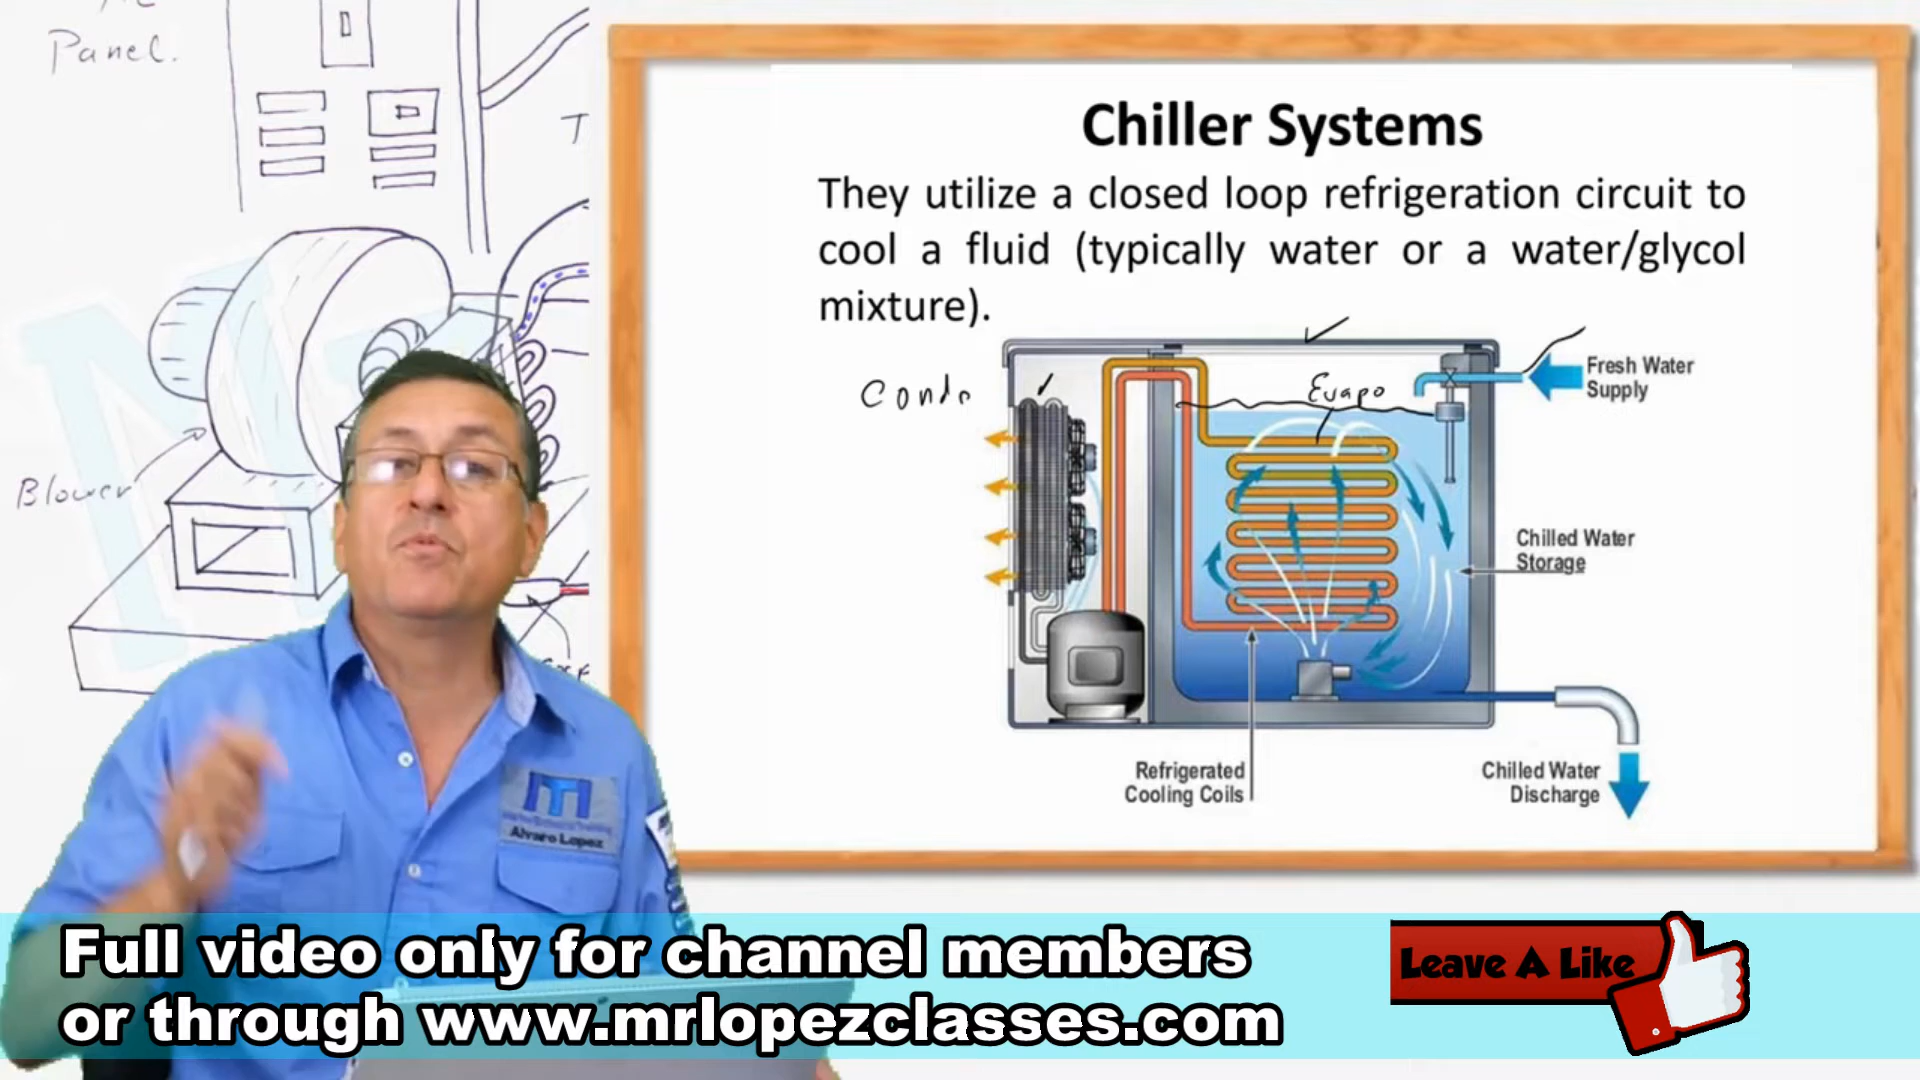 Panel.
T
Blower
Chiller Systems
They utilize a closed loop refrigeration circuit to
cool a fluid (typically water or a water/glycol
mixture).
Cond
Evapo
Fresh Water
Supply
Chilled Water
Storage
Refrigerated
Cooling Coils
Chilled Water
Discharge
Alvaro Lopez
Full video only for channel members
or through www.mrlopezclasses.com
Leave A Like